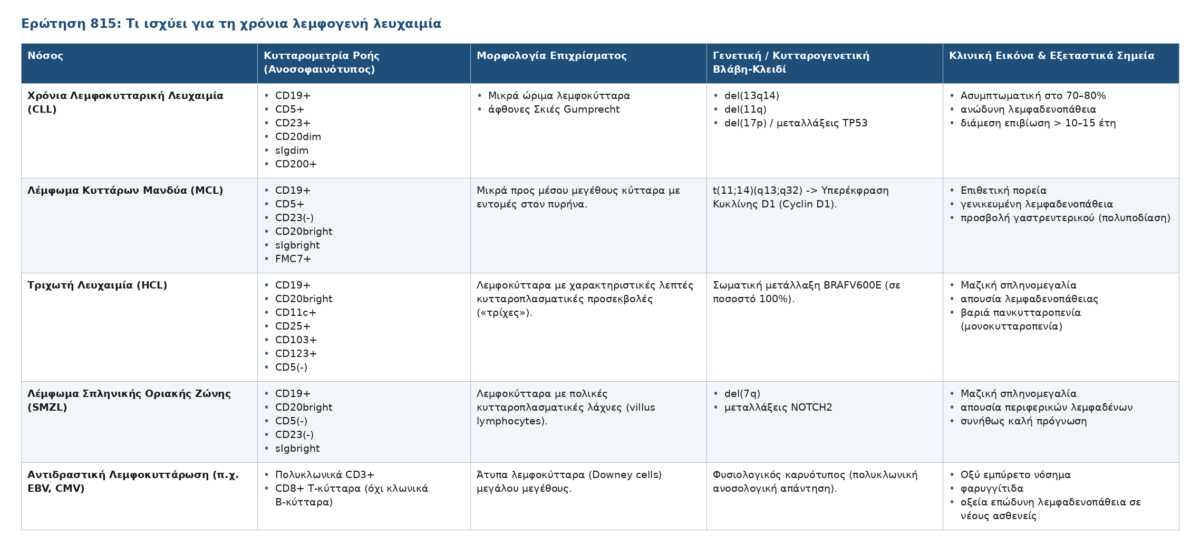 Ερώτηση 815: Τι ισχύει για τη χρόνια λεμφογενή λευχαιμία
Νόσος
Κυτταρομετρία Ροής
(Ανοσοφαινότυπος)
Μορφολογία Επιχρίσματος
Γενετική / Κυτταρογενετική
Βλάβη-Κλειδί
Κλινική Εικόνα & Εξεταστικά Σημεία
Χρόνια Λεμφοκυτταρική Λευχαιμία
(CLL)
• CD19+
• CD5+
• CD23+
• CD20dim
• sIgdim
• CD200+
• Μικρά ώριμα λεμφοκύτταρα
• άφθονες Σκιές Gumprecht
• del(13q14)
• del(11q)
• del(17p) / μεταλλάξεις TP53
• Ασυμπτωματική στο 70–80%
• ανώδυνη λεμφαδενοπάθεια
• διάμεση επιβίωση > 10–15 έτη
Λέμφωμα Κυττάρων Μανδύα (MCL)
• CD19+
• CD5+
• CD23(-)
• CD20bright
• sIgbright
• FMC7+
Μικρά προς μέσου μεγέθους κύτταρα με
εντομές στον πυρήνα.
t(11;14)(q13;q32) -> Υπερέκφραση
Κυκλίνης D1 (Cyclin D1).
• Επιθετική πορεία
• γενικευμένη λεμφαδενοπάθεια
• προσβολή γαστρεντερικού (πολυποδίαση)
Τριχωτή Λευχαιμία (HCL)
• CD19+
• CD20bright
• CD11c+
• CD25+
• CD103+
• CD123+
• CD5(-)
Λεμφοκύτταρα με χαρακτηριστικές λεπτές
κυτταροπλασματικές προσεκβολές
(«τρίχες»).
Σωματική μετάλλαξη BRAFV600E (σε
ποσοστό 100%).
• Μαζική σπληνομεγαλία
• απουσία λεμφαδενοπάθειας
• βαριά πανκυτταροπενία
(μονοκυτταροπενία)
Λέμφωμα Σπληνικής Οριακής Ζώνης
(SMZL)
• CD19+
• CD20bright
• CD5(-)
• CD23(-)
• sIgbright
Λεμφοκύτταρα με πολικές
κυτταροπλασματικές λάχνες (villus
lymphocytes).
• del(7q)
• μεταλλάξεις NOTCH2
• Μαζική σπληνομεγαλία
• απουσία περιφερικών λεμφαδένων
• συνήθως καλή πρόγνωση
Αντιδραστική Λεμφοκυττάρωση (π.χ.
EBV, CMV)
• Πολυκλωνικά CD3+
• CD8+ Τ-κύτταρα (όχι κλωνικά
Β-κύτταρα)
Άτυπα λεμφοκύτταρα (Downey cells)
μεγάλου μεγέθους.
Φυσιολογικός καρυότυπος (πολυκλωνική
ανοσολογική απάντηση).
• Οξύ εμπύρετο νόσημα
• φαρυγγίτιδα
• οξεία επώδυνη λεμφαδενοπάθεια σε
νέους ασθενείς